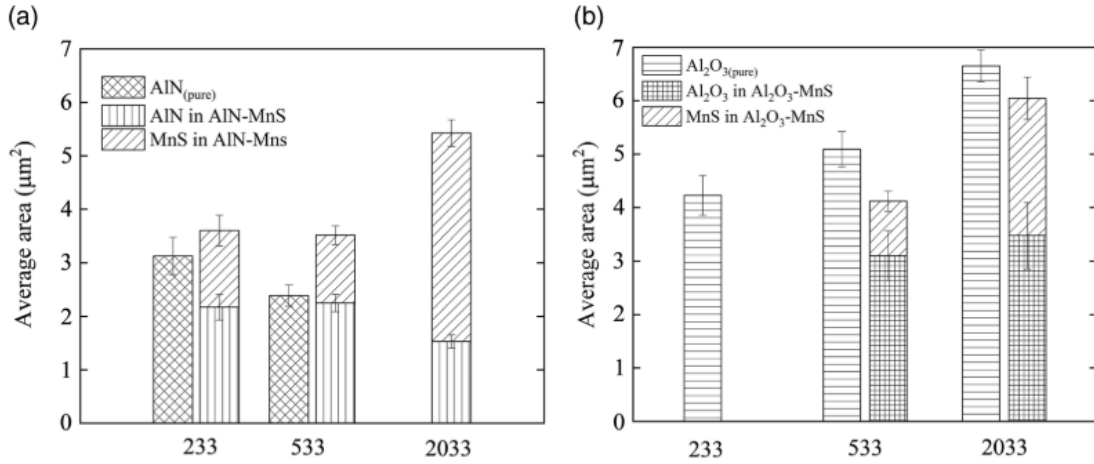 (a)
7
6
5
4
3
2
1
0
Average area (μm²)
AlN(pure)
AlN in AlN-MnS
MnS in AlN-Mns
233 533 2033
(b)
7
6
5
4
3
2
1
0
Average area (μm²)
Al₂O₃(pure)
Al₂O₃ in Al₂O₃-MnS
MnS in Al₂O₃-MnS
233 533 2033